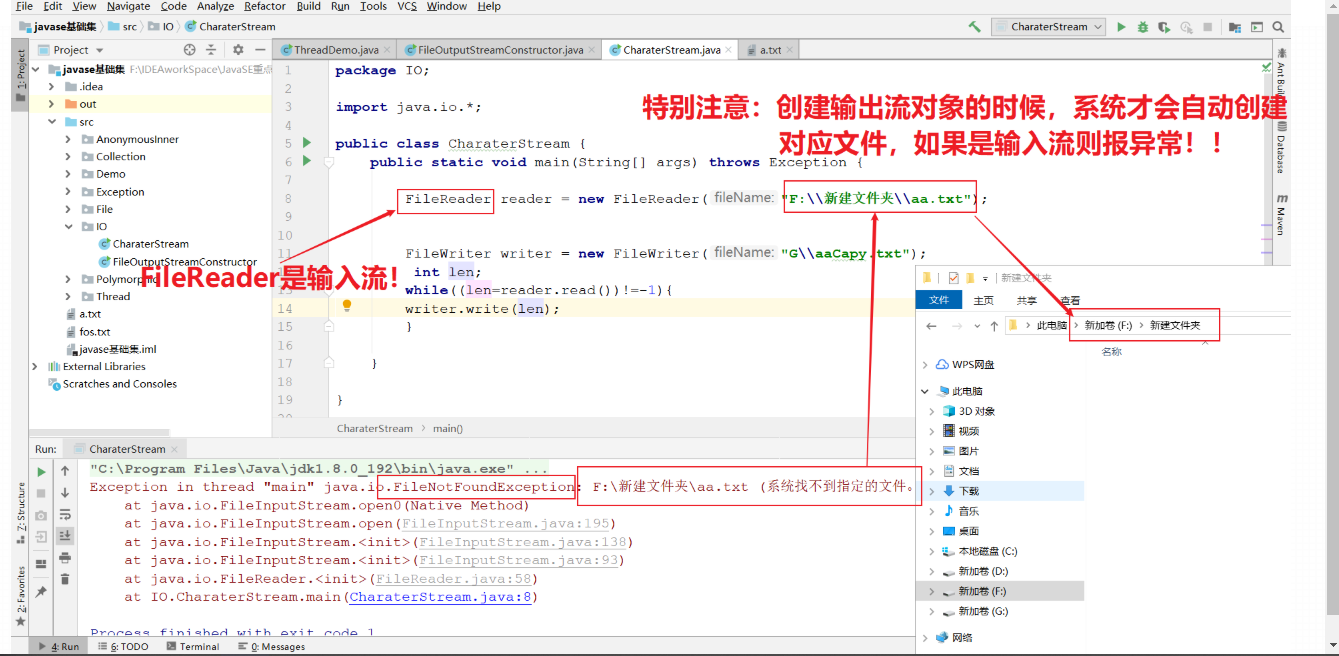 File Edit View Navigate Code Analyze Refactor Build Run Tools VCS Window Help
javase基础集 src IO CharaterStream
CharaterStream
Project
ThreadDemo.java FileOutputStreamConstructor.java CharaterStream.java a.txt
1: Project
javase基础集 F:\IDEAworkSpace\JavaSE重点
.idea
out
src
AnonymousInner
Collection
Demo
Exception
File
IO
CharaterStream
FileOutputStreamConstructor
Thread
a.txt
fos.txt
javase基础集.iml
External Libraries
Scratches and Consoles
1 package IO;
2
3 import java.io.*;
4
5 public class CharaterStream {
6 public static void main(String[] args) throws Exception {
7
8 FileReader reader = new FileReader( fileName: "F:\\新建文件夹\\aa.txt");
9
10
11 FileWriter writer = new FileWriter( fileName: "G\\aaCapy.txt");
int len;
while((len=reader.read())!=-1){
14 writer.write(len);
15 }
16
17 }
18
19 }
特别注意：创建输出流对象的时候，系统才会自动创建
对应文件，如果是输入流则报异常！！
FileReader是输入流！
CharaterStream main()
Ant Build
Database
Maven
新建文件夹
文件 主页 共享 查看
此电脑 新加卷 (F:) 新建文件夹
名称
WPS网盘
此电脑
3D 对象
视频
图片
文档
下载
音乐
桌面
本地磁盘 (C:)
新加卷 (D:)
新加卷 (F:)
新加卷 (G:)
网络
Run: CharaterStream
"C:\Program Files\Java\jdk1.8.0_192\bin\java.exe" ...
Exception in thread "main" java.io.FileNotFoundException: F:\新建文件夹\aa.txt (系统找不到指定的文件。
at java.io.FileInputStream.open0(Native Method)
at java.io.FileInputStream.open(FileInputStream.java:195)
at java.io.FileInputStream.<init>(FileInputStream.java:138)
at java.io.FileInputStream.<init>(FileInputStream.java:93)
at java.io.FileReader.<init>(FileReader.java:58)
at IO.CharaterStream.main(CharaterStream.java:8)
Process finished with exit code 1
7: Structure
2: Favorites
4: Run 6: TODO Terminal 0: Messages